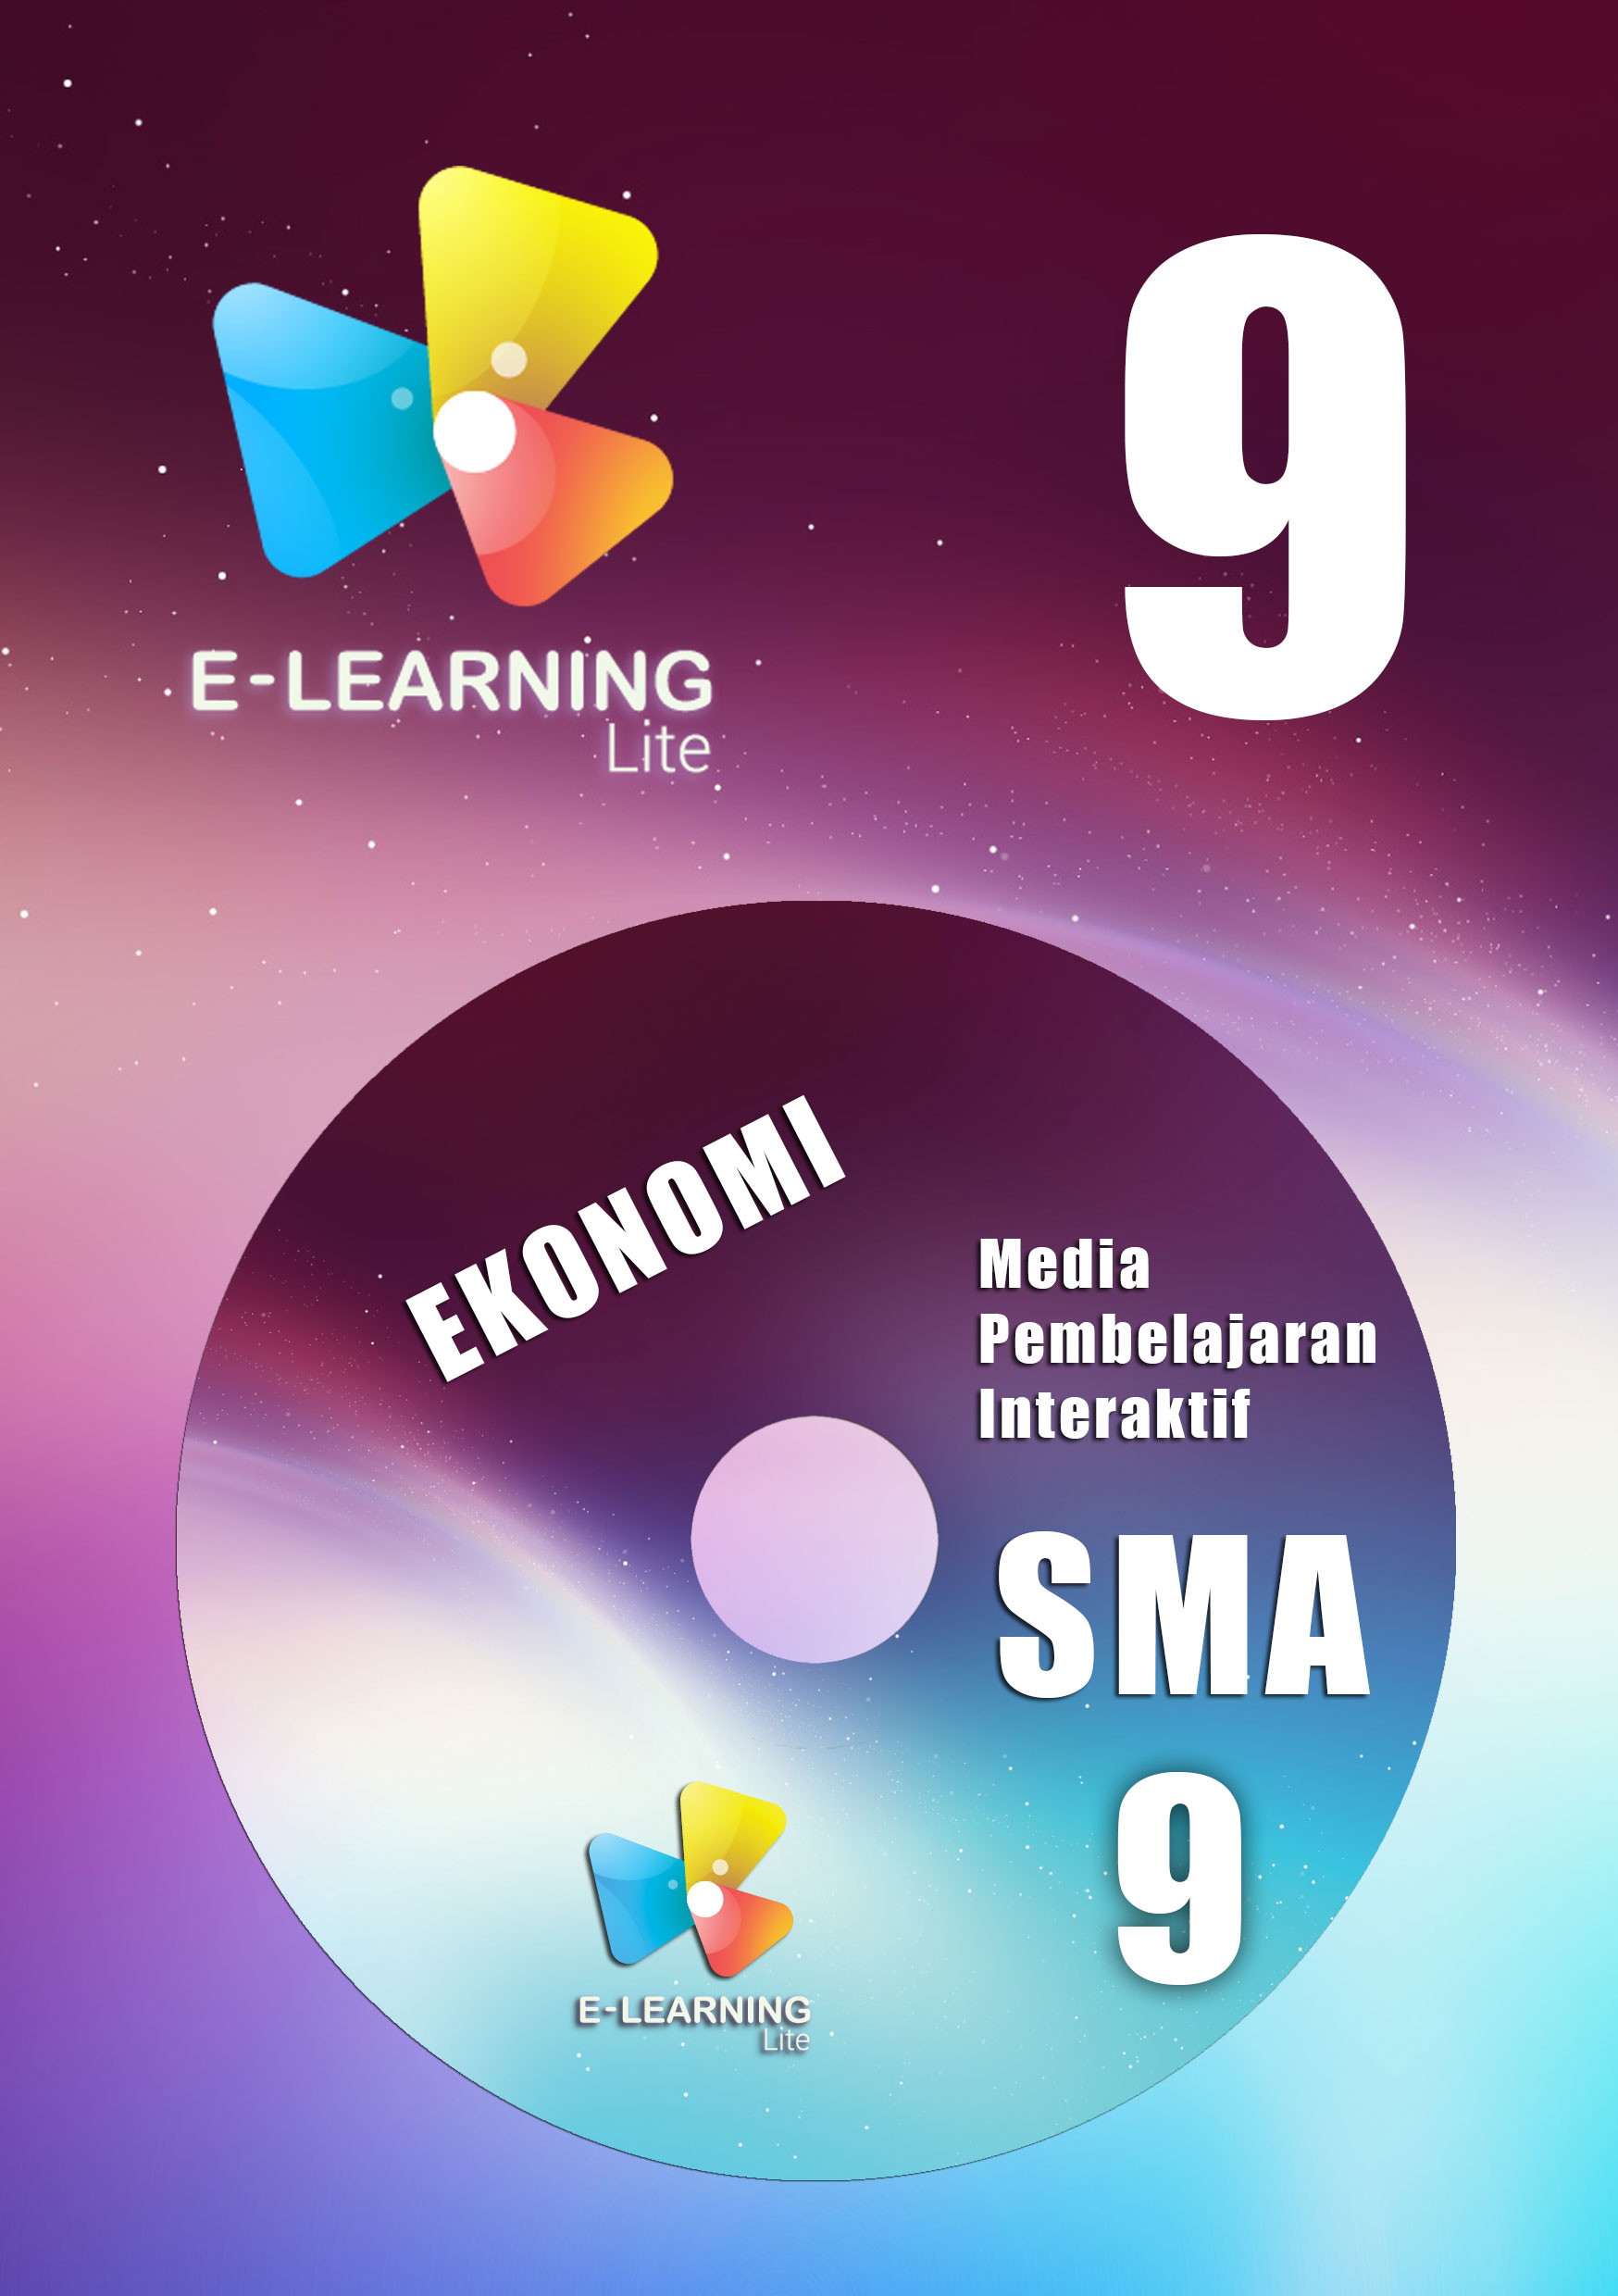 E-LEARNING
Lite
9
EKONOMI
Media
Pembelajaran
Interaktif
SMA
9
E-LEARNING
Lite